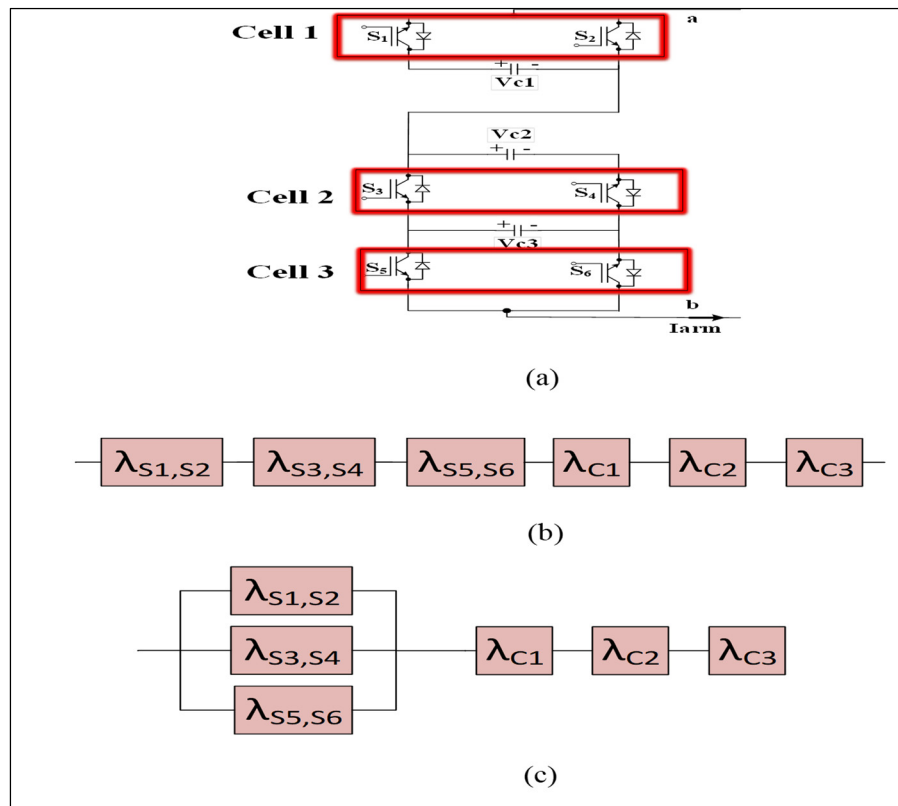 Cell 1
S1
S2
a
+ -
Vc1
Vc2
+ -
Cell 2
S3
S4
+ -
Vc3
Cell 3
S5
S6
b
Iarm
(a)
λS1,S2 λS3,S4 λS5,S6 λC1 λC2 λC3
(b)
λS1,S2
λS3,S4
λS5,S6
λC1 λC2 λC3
(c)